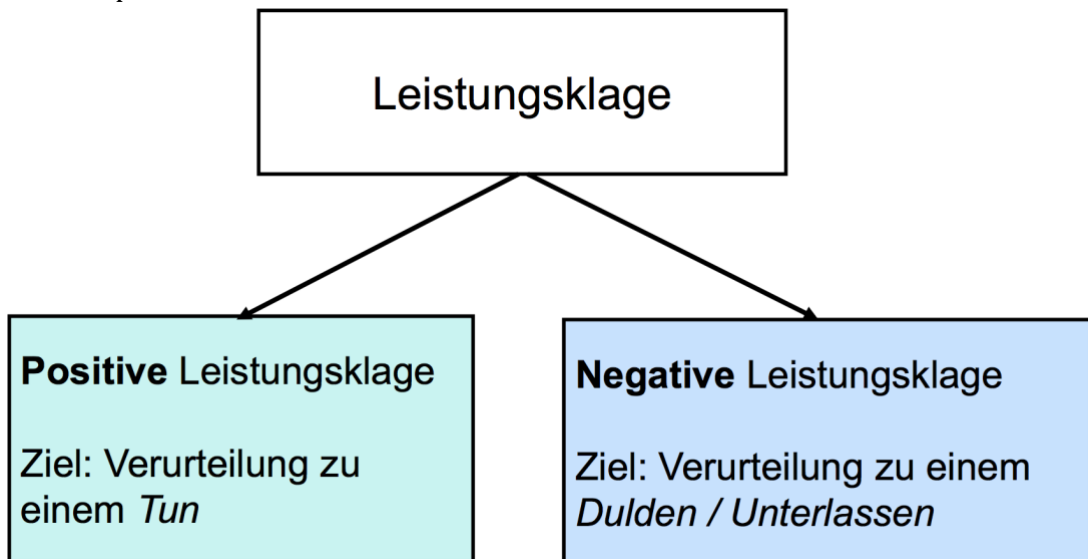 Leistungsklage
Positive Leistungsklage
Ziel: Verurteilung zu
einem Tun
Negative Leistungsklage
Ziel: Verurteilung zu einem
Dulden / Unterlassen